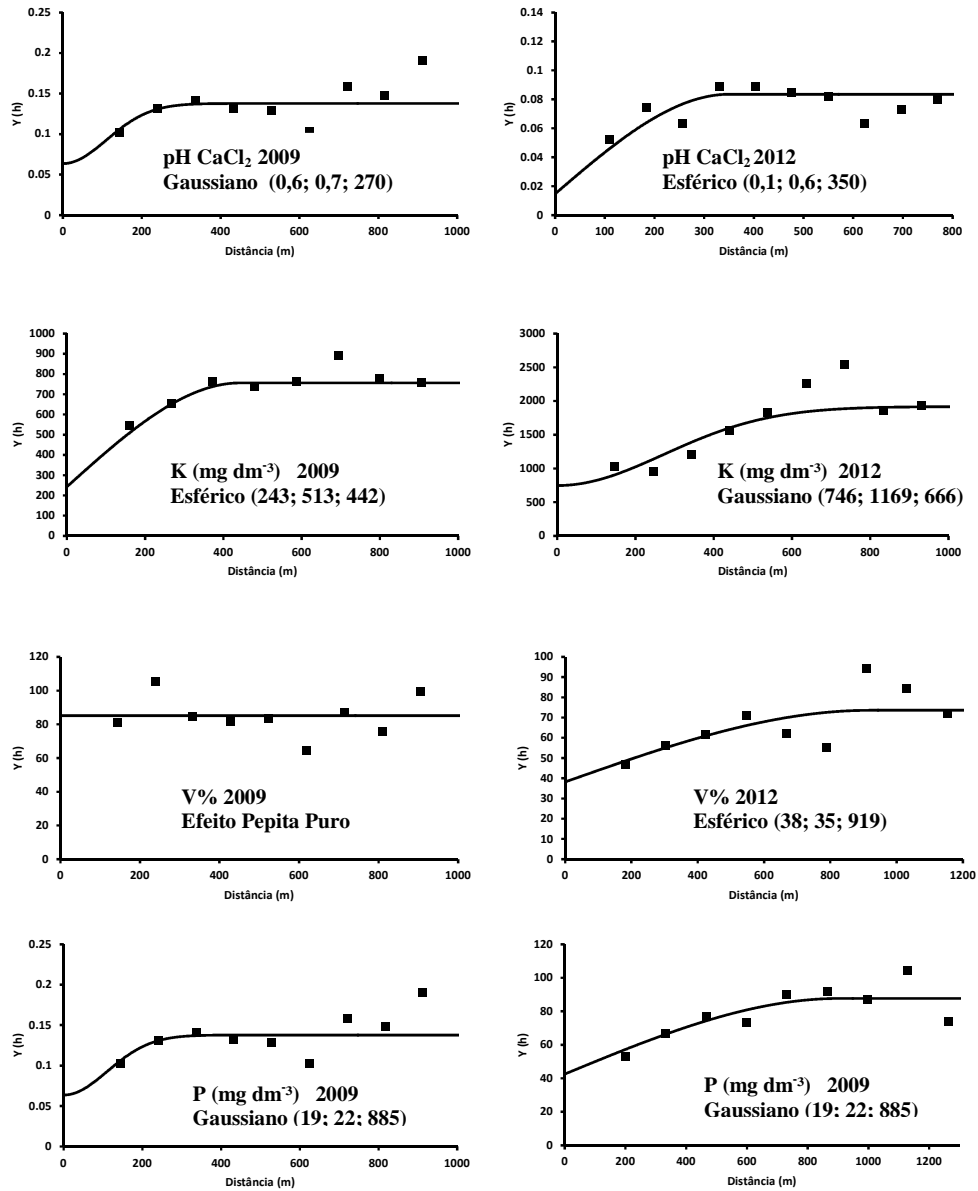 0.25
0.2
0.15
0.1
0.05
0
Y (h)
0 200 400 600 800 1000
Distância (m)
pH CaCl₂ 2009
Gaussiano (0,6; 0,7; 270)
0.14
0.12
0.1
0.08
0.06
0.04
0.02
0
Y (h)
0 100 200 300 400 500 600 700 800
Distância (m)
pH CaCl₂ 2012
Esférico (0,1; 0,6; 350)
1000
900
800
700
600
500
400
300
200
100
0
Y (h)
0 200 400 600 800 1000
Distância (m)
K (mg dm⁻³) 2009
Esférico (243; 513; 442)
3000
2500
2000
1500
1000
500
0
Y (h)
0 200 400 600 800 1000
Distância (m)
K (mg dm⁻³) 2012
Gaussiano (746; 1169; 666)
120
100
80
60
40
20
0
Y (h)
0 200 400 600 800 1000
Distância (m)
V% 2009
Efeito Pepita Puro
100
90
80
70
60
50
40
30
20
10
0
Y (h)
0 200 400 600 800 1000 1200
Distância (m)
V% 2012
Esférico (38; 35; 919)
0.25
0.2
0.15
0.1
0.05
0
Y (h)
0 200 400 600 800 1000
Distância (m)
P (mg dm⁻³) 2009
Gaussiano (19; 22; 885)
120
100
80
60
40
20
0
Y (h)
0 200 400 600 800 1000 1200
Distância (m)
P (mg dm⁻³) 2009
Gaussiano (19; 22; 885)